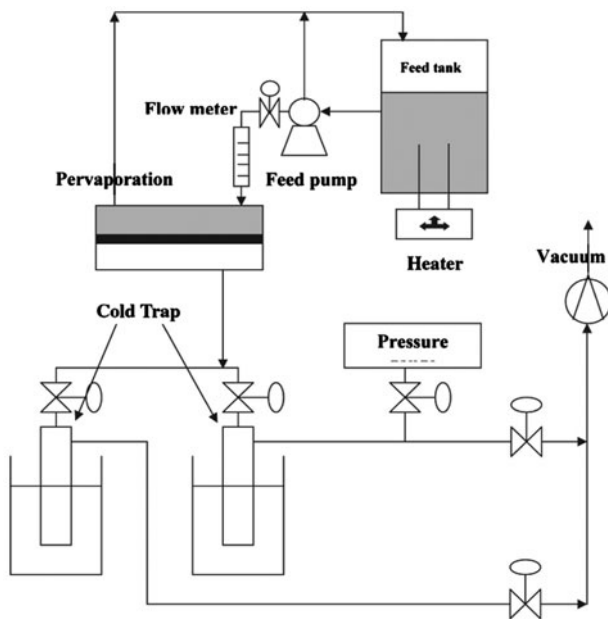 Feed tank
Flow meter
Pervaporation
Feed pump
Heater
Vacuum
Cold Trap
Pressure